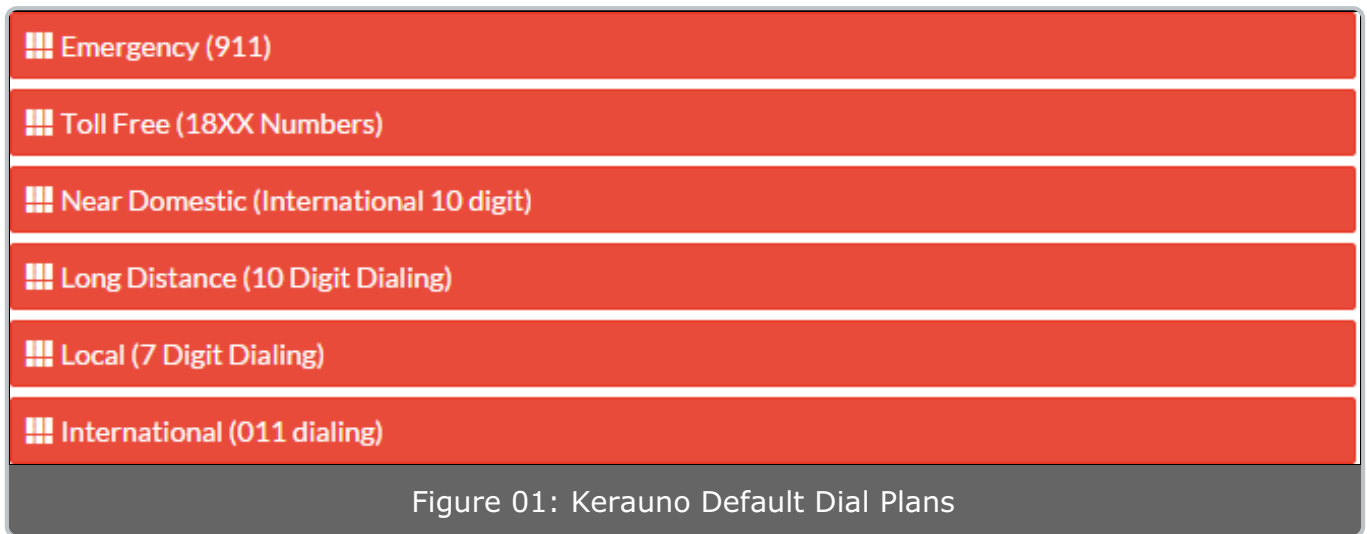 Emergency (911)
Toll Free (18XX Numbers)
Near Domestic (International 10 digit)
Long Distance (10 Digit Dialing)
Local (7 Digit Dialing)
International (011 dialing)
Figure 01: Kerauno Default Dial Plans